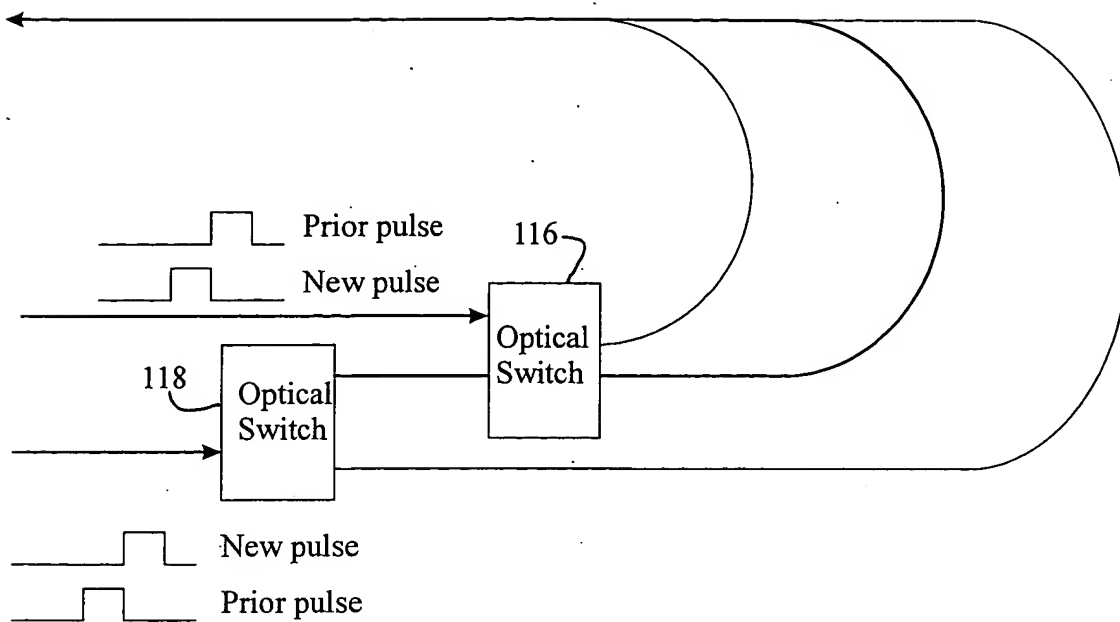 Prior pulse
116
New pulse
Optical
Switch
118
Optical
Switch
New pulse
Prior pulse